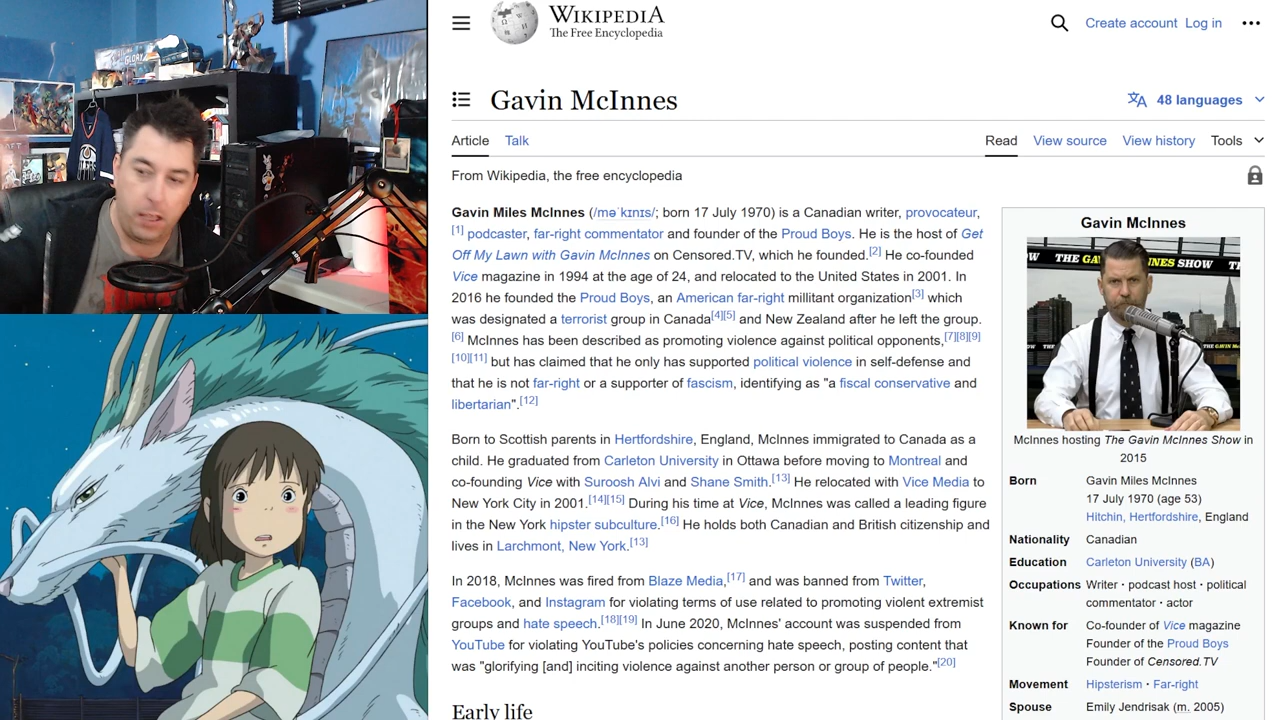 WIKIPEDIA
The Free Encyclopedia
Create account Log in
Gavin McInnes
48 languages
Article Talk
Read View source View history Tools
From Wikipedia, the free encyclopedia
Gavin Miles McInnes (/məˈkɪnɪs/; born 17 July 1970) is a Canadian writer, provocateur,
[1] podcaster, far-right commentator and founder of the Proud Boys. He is the host of Get
Off My Lawn with Gavin McInnes on Censored.TV, which he founded.[2] He co-founded
Vice magazine in 1994 at the age of 24, and relocated to the United States in 2001. In
2016 he founded the Proud Boys, an American far-right millitant organization[3] which
was designated a terrorist group in Canada[4][5] and New Zealand after he left the group.
[6] McInnes has been described as promoting violence against political opponents,[7][8][9]
[10][11] but has claimed that he only has supported political violence in self-defense and
that he is not far-right or a supporter of fascism, identifying as "a fiscal conservative and
libertarian".[12]
Born to Scottish parents in Hertfordshire, England, McInnes immigrated to Canada as a
child. He graduated from Carleton University in Ottawa before moving to Montreal and
co-founding Vice with Suroosh Alvi and Shane Smith.[13] He relocated with Vice Media to
New York City in 2001.[14][15] During his time at Vice, McInnes was called a leading figure
in the New York hipster subculture.[16] He holds both Canadian and British citizenship and
lives in Larchmont, New York.[13]
In 2018, McInnes was fired from Blaze Media,[17] and was banned from Twitter,
Facebook, and Instagram for violating terms of use related to promoting violent extremist
groups and hate speech.[18][19] In June 2020, McInnes' account was suspended from
YouTube for violating YouTube's policies concerning hate speech, posting content that
was "glorifying [and] inciting violence against another person or group of people."[20]
Early life
Gavin McInnes
McInnes hosting The Gavin McInnes Show in
2015
Born Gavin Miles McInnes
17 July 1970 (age 53)
Hitchin, Hertfordshire, England
Nationality Canadian
Education Carleton University (BA)
Occupations Writer · podcast host · political
commentator · actor
Known for Co-founder of Vice magazine
Founder of the Proud Boys
Founder of Censored.TV
Movement Hipsterism · Far-right
Spouse Emily Jendrisak (m. 2005)